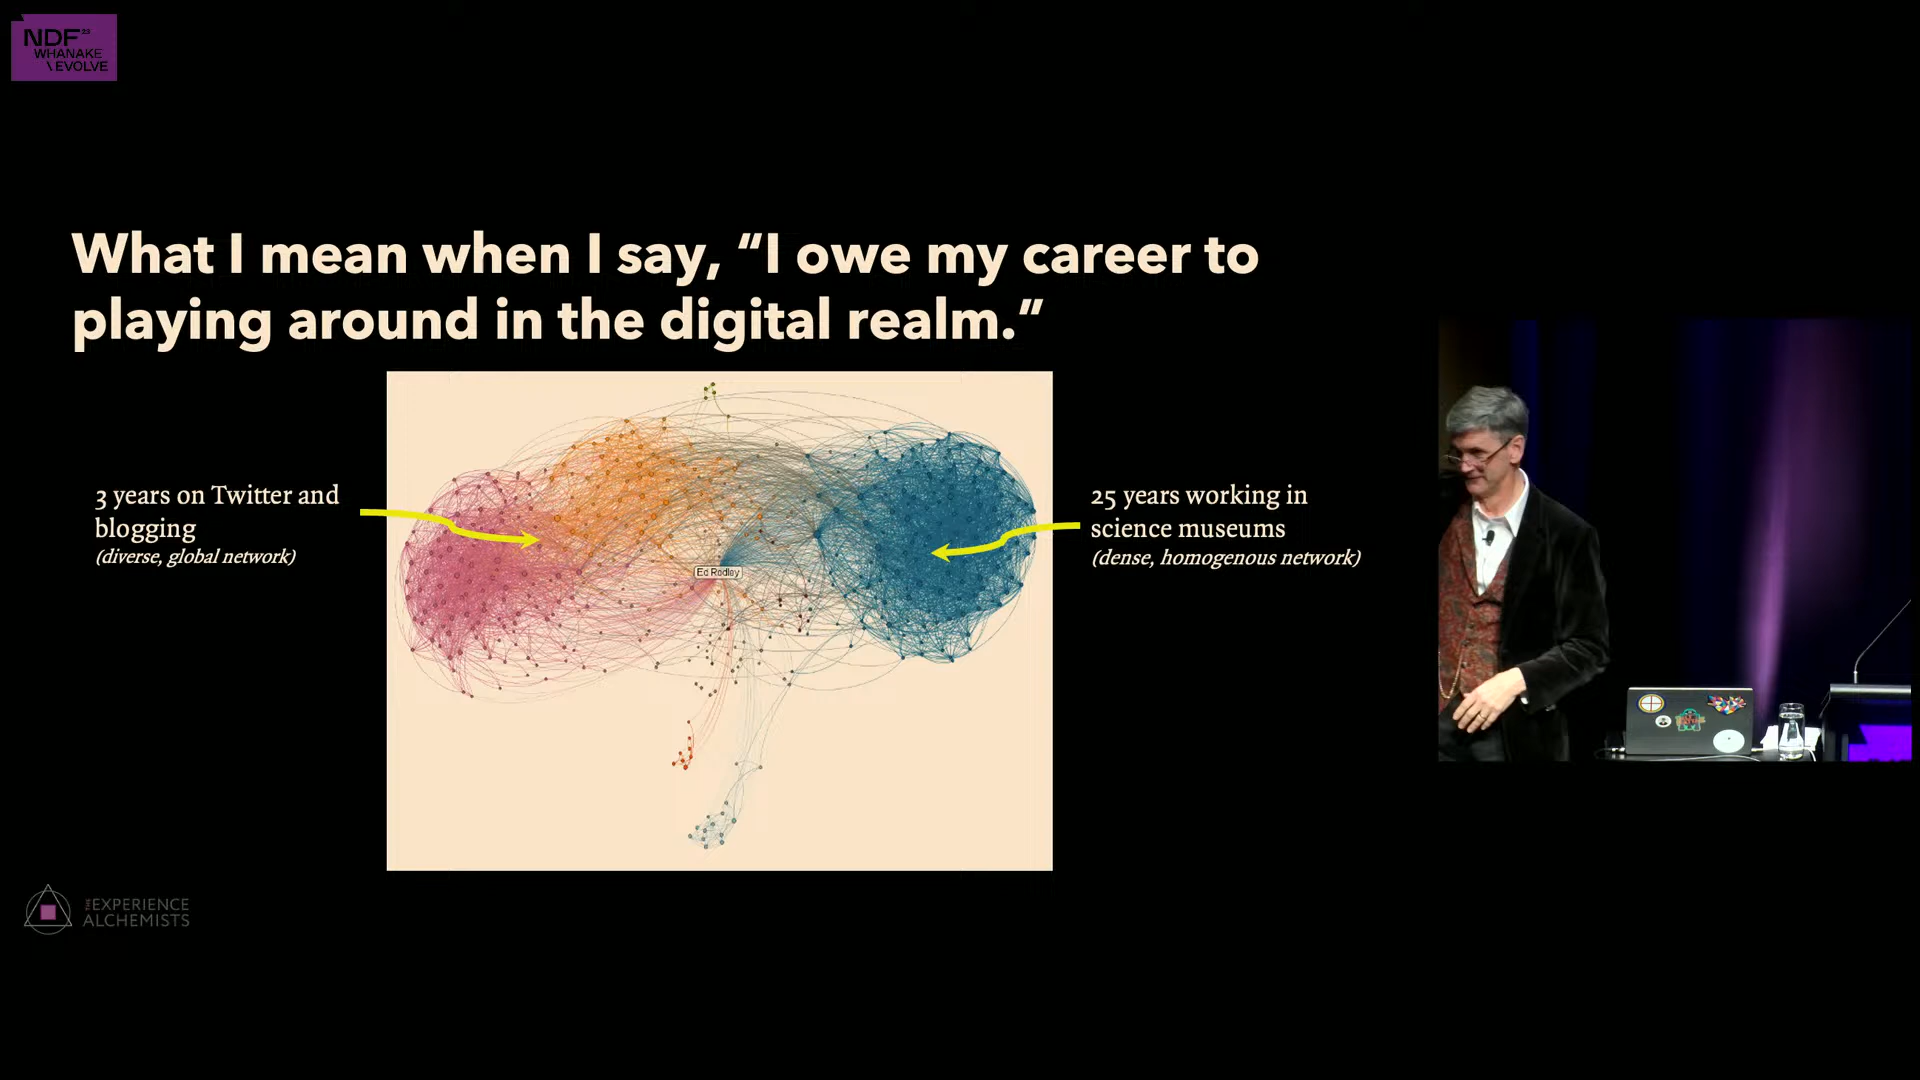 NDF23
WHANAKE
\EVOLVE
What I mean when I say, “I owe my career to
playing around in the digital realm.”
3 years on Twitter and
blogging
(diverse, global network)
Ed Rodley
25 years working in
science museums
(dense, homogenous network)
THE EXPERIENCE
ALCHEMISTS